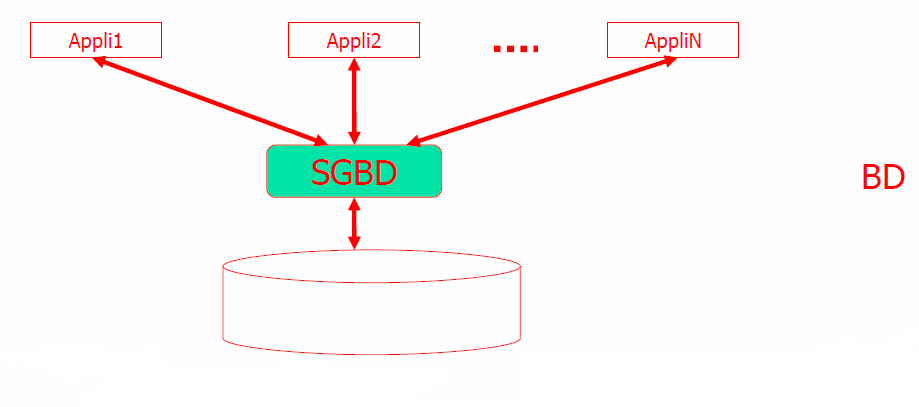 Appli1
Appli2
....
AppliN
SGBD
BD